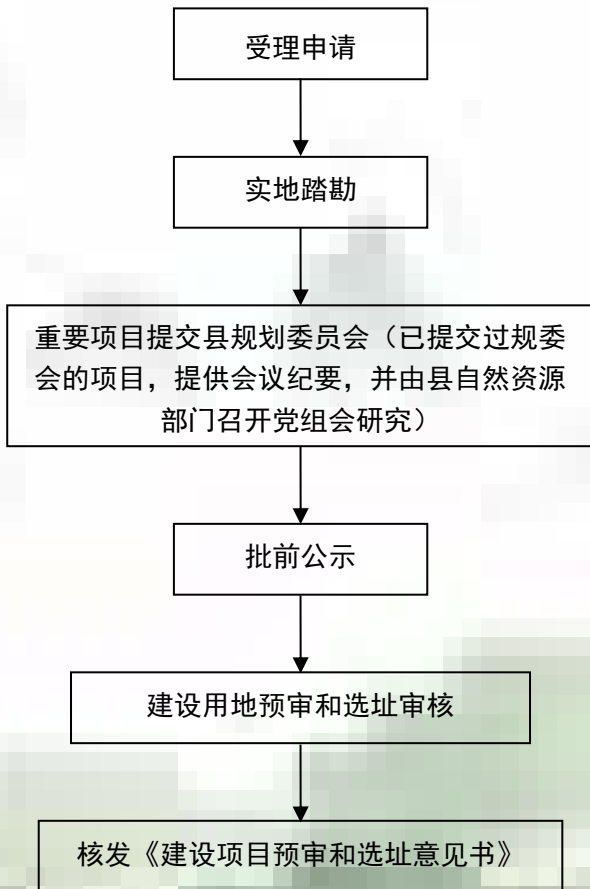 受理申请
实地踏勘
重要项目提交县规划委员会（已提交过规委
会的项目，提供会议纪要，并由县自然资源
部门召开党组会研究）
批前公示
建设用地预审和选址审核
核发《建设项目预审和选址意见书》